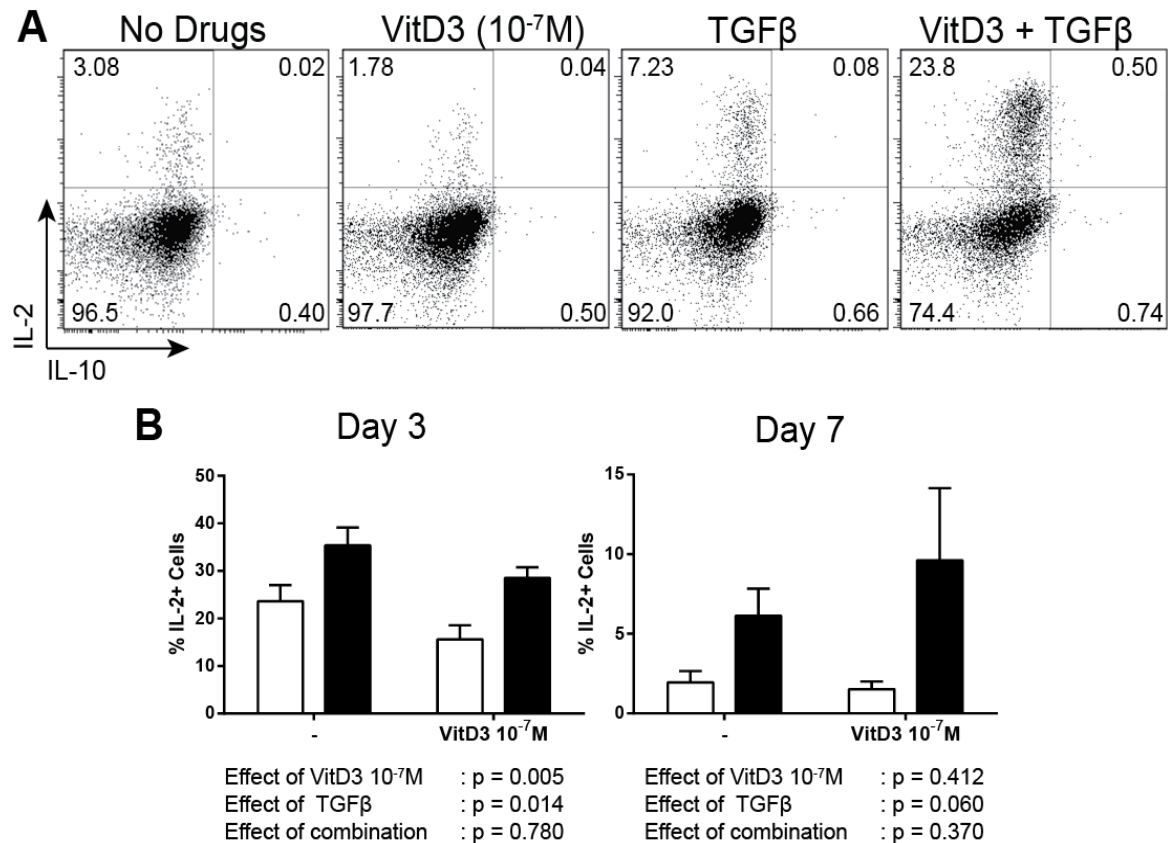 A
No Drugs
VitD3 (10⁻⁷M)
TGFβ
VitD3 + TGFβ
3.08 0.02
1.78 0.04
7.23 0.08
23.8 0.50
96.5 0.40
97.7 0.50
92.0 0.66
74.4 0.74
IL-2
IL-10
B
Day 3
Day 7
% IL-2+ Cells
50
40
30
20
10
0
- VitD3 10⁻⁷M
% IL-2+ Cells
15
10
5
0
- VitD3 10⁻⁷M
Effect of VitD3 10⁻⁷M : p = 0.005
Effect of TGFβ : p = 0.014
Effect of combination : p = 0.780
Effect of VitD3 10⁻⁷M : p = 0.412
Effect of TGFβ : p = 0.060
Effect of combination : p = 0.370